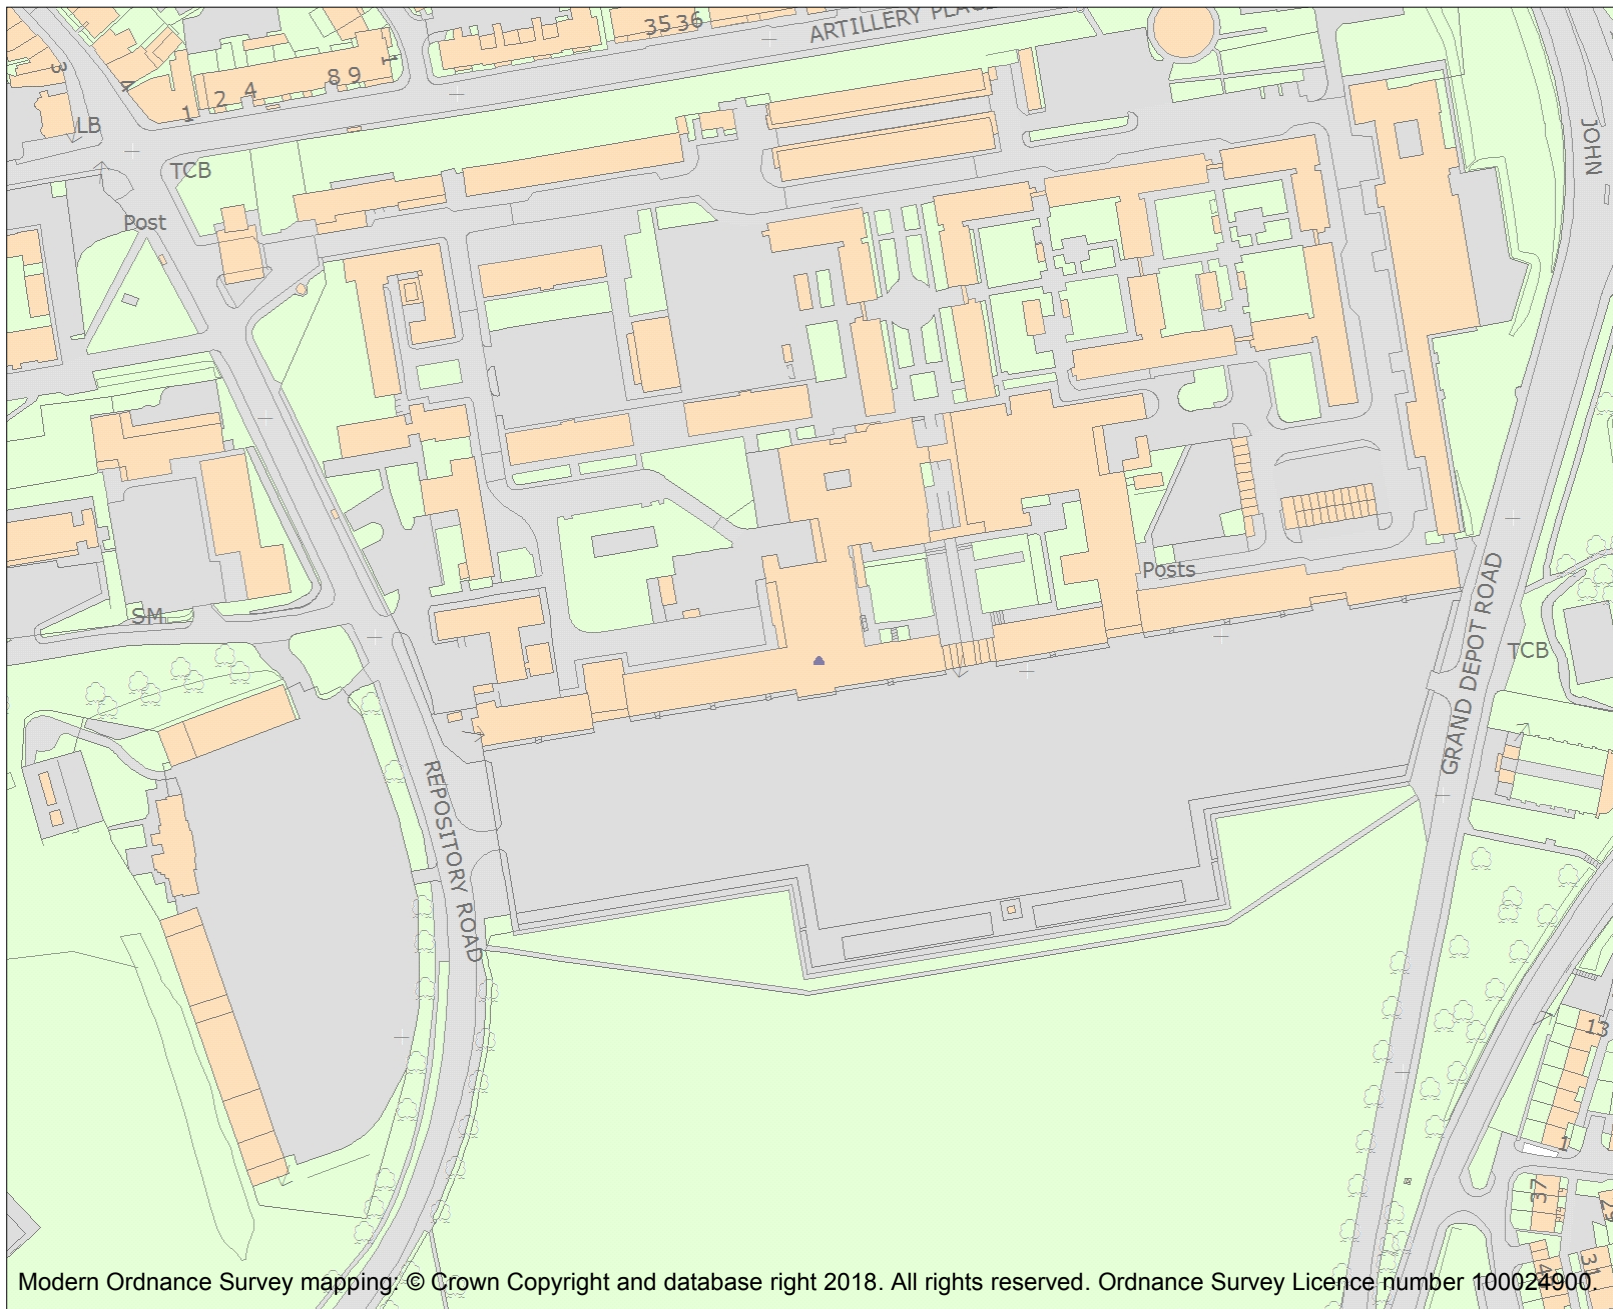 35 36
ARTILLERY PLACE
3
4
1
2
4
8 9
1
LB
TCB
Post
JOHN
Posts
SM
TCB
GRAND DEPOT ROAD
REPOSITORY ROAD
13
1
37
29
31
Modern Ordnance Survey mapping: © Crown Copyright and database right 2018. All rights reserved. Ordnance Survey Licence number 100024900.